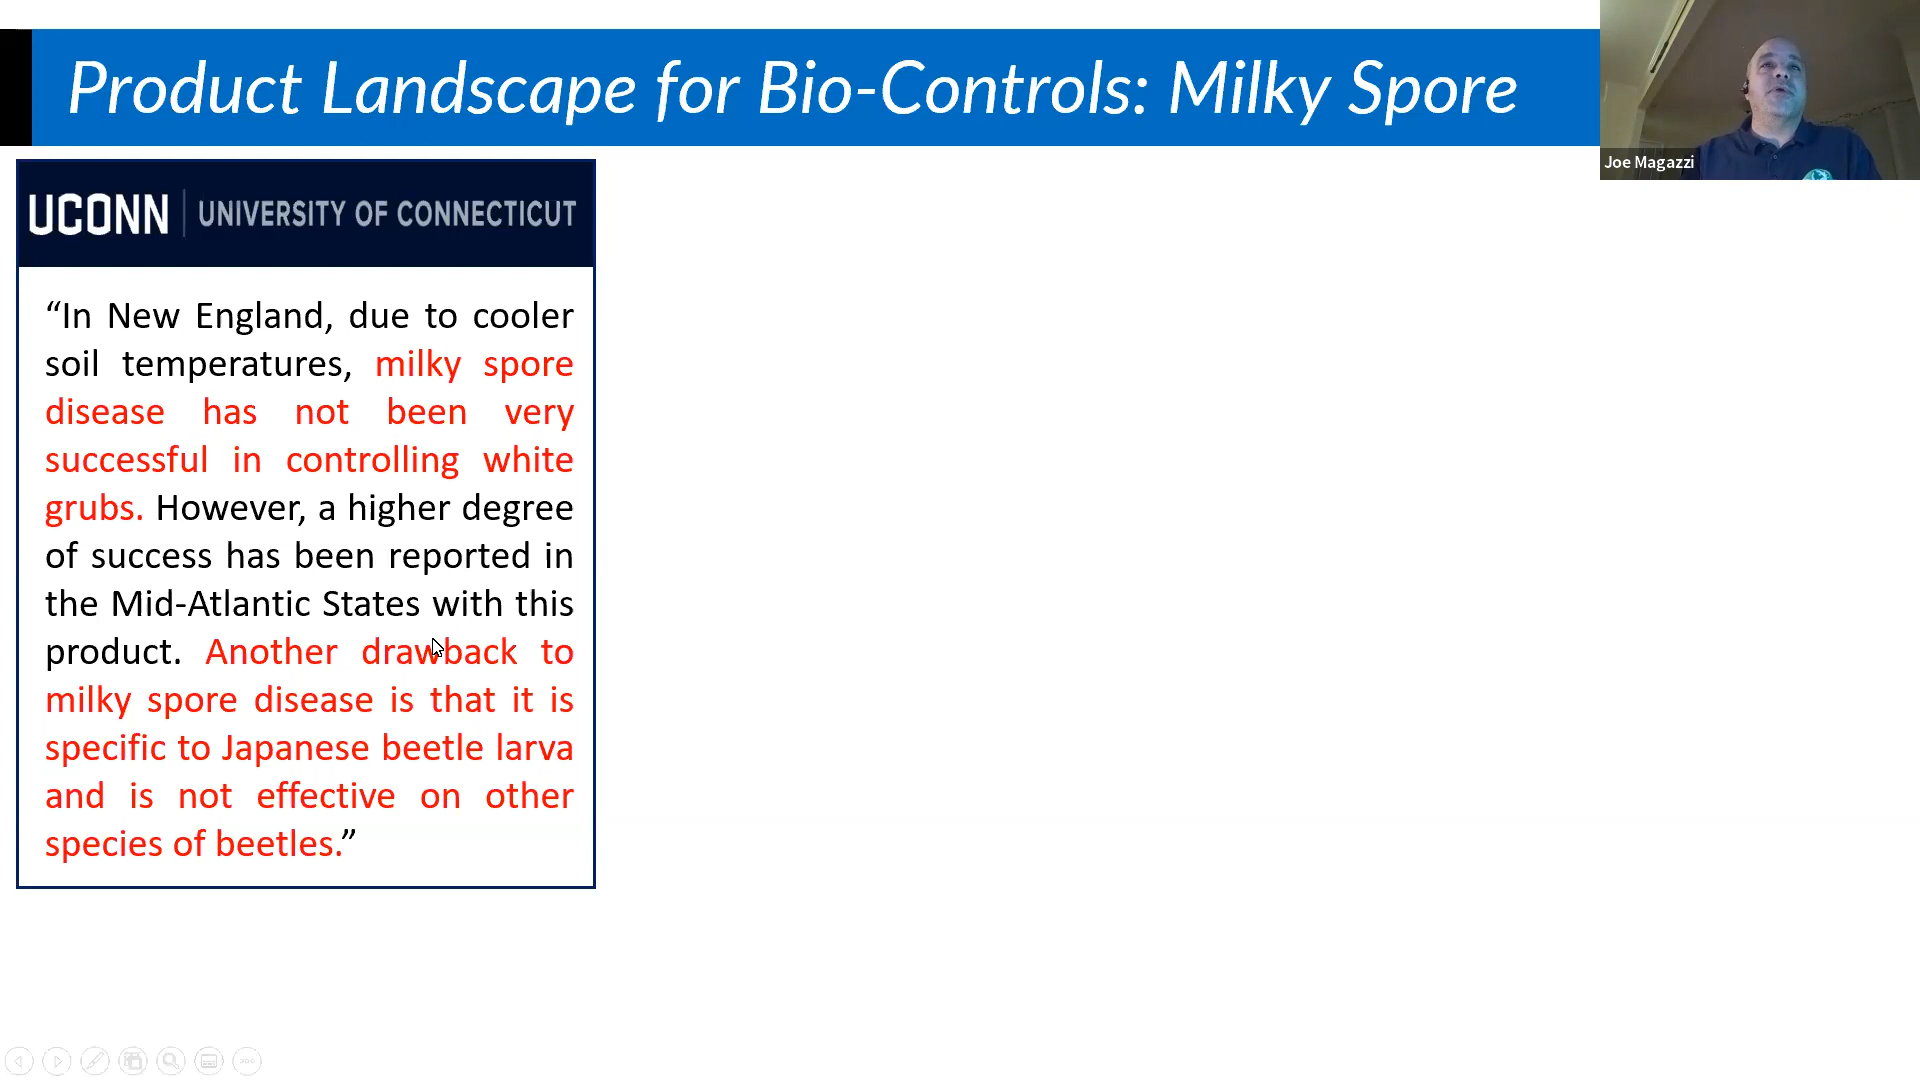 Product Landscape for Bio-Controls: Milky Spore
Joe Magazzi
UCONN | UNIVERSITY OF CONNECTICUT
“In New England, due to cooler
soil temperatures, milky spore
disease has not been very
successful in controlling white
grubs. However, a higher degree
of success has been reported in
the Mid-Atlantic States with this
product. Another drawback to
milky spore disease is that it is
specific to Japanese beetle larva
and is not effective on other
species of beetles.”